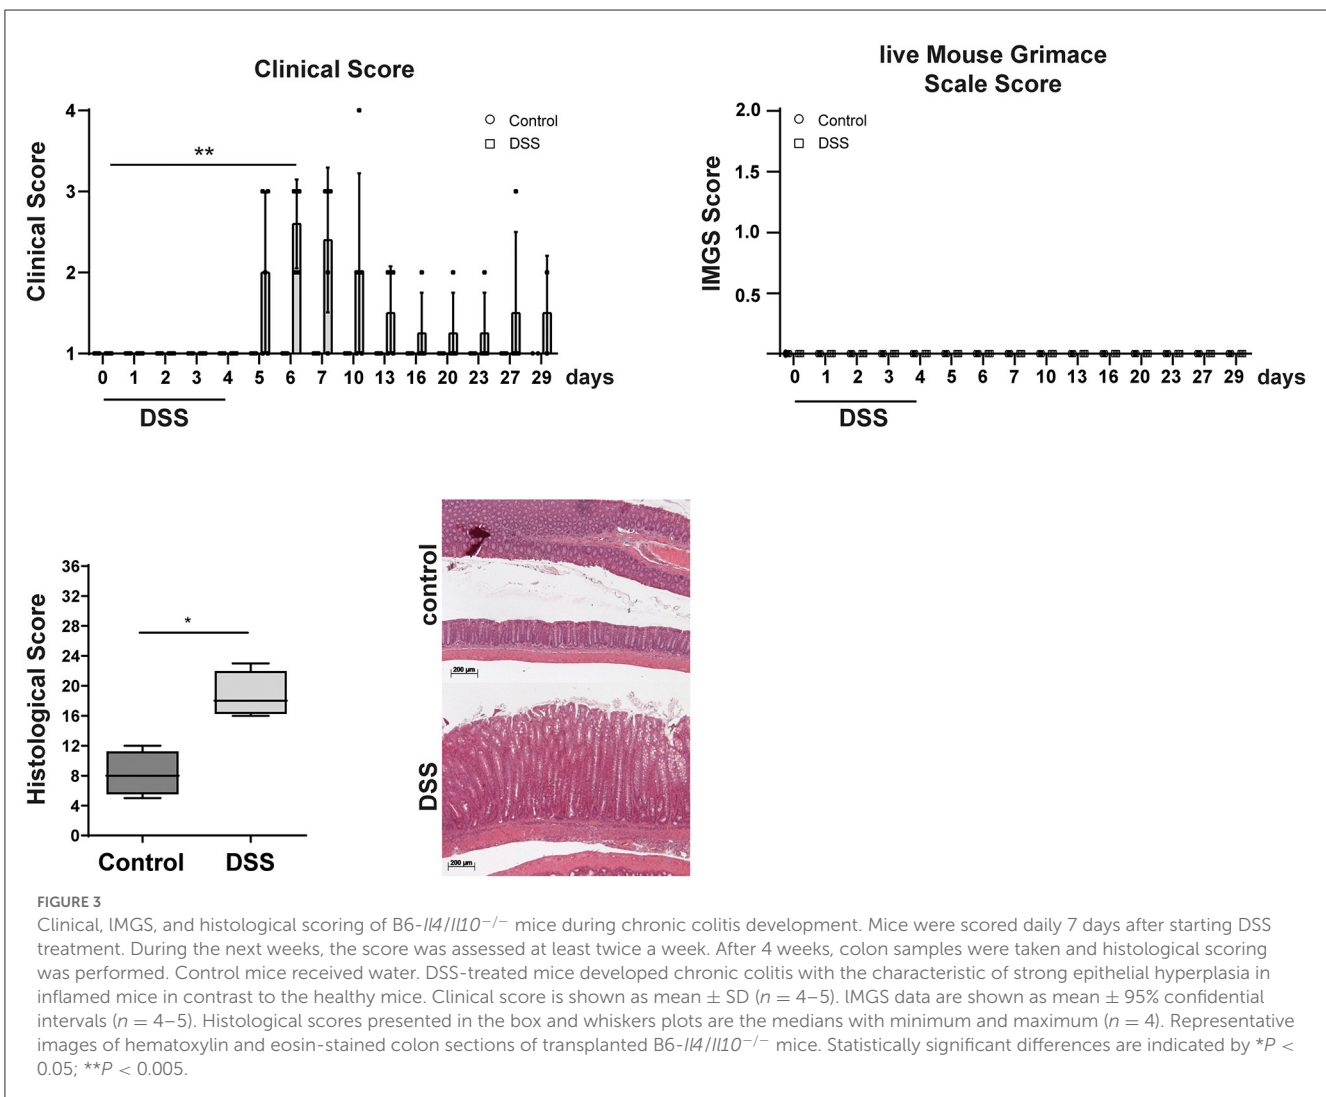 Clinical Score
live Mouse Grimace
Scale Score
Clinical Score
4
3
2
1
**
Control
DSS
0 1 2 3 4 5 6 7 10 13 16 20 23 27 29 days
DSS
lMGS Score
2.0
1.5
1.0
0.5
Control
DSS
0 1 2 3 4 5 6 7 10 13 16 20 23 27 29 days
DSS
Histological Score
36
32
28
24
20
16
12
8
4
0
*
Control DSS
control
200 µm
DSS
200 µm
FIGURE 3
Clinical, lMGS, and histological scoring of B6-Il4/Il10−/− mice during chronic colitis development. Mice were scored daily 7 days after starting DSS
treatment. During the next weeks, the score was assessed at least twice a week. After 4 weeks, colon samples were taken and histological scoring
was performed. Control mice received water. DSS-treated mice developed chronic colitis with the characteristic of strong epithelial hyperplasia in
inflamed mice in contrast to the healthy mice. Clinical score is shown as mean ± SD (n = 4–5). lMGS data are shown as mean ± 95% confidential
intervals (n = 4–5). Histological scores presented in the box and whiskers plots are the medians with minimum and maximum (n = 4). Representative
images of hematoxylin and eosin-stained colon sections of transplanted B6-Il4/Il10−/− mice. Statistically significant differences are indicated by *P <
0.05; **P < 0.005.